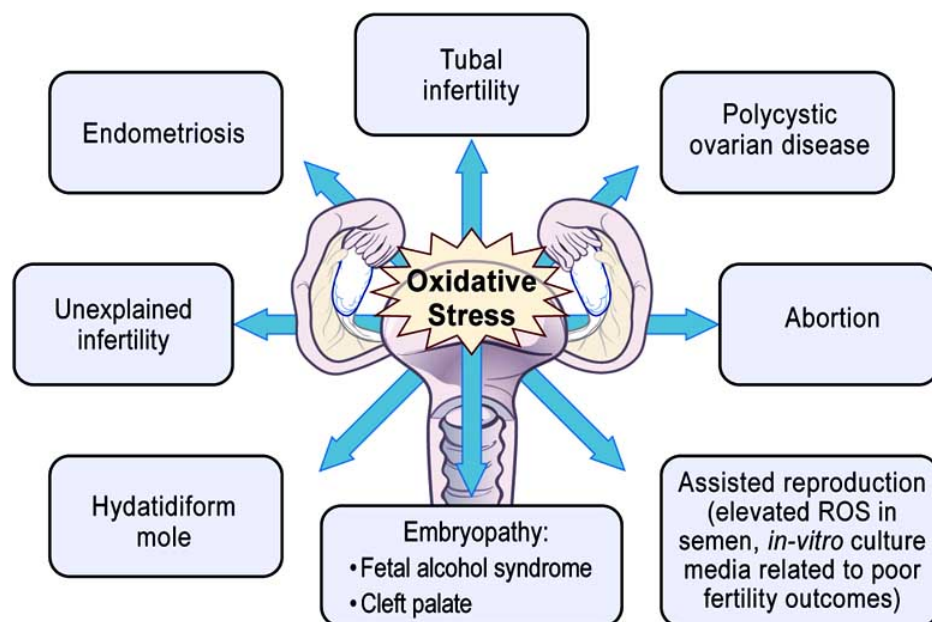 Tubal
infertility
Endometriosis
Polycystic
ovarian disease
Oxidative
Stress
Unexplained
infertility
Abortion
Hydatidiform
mole
Embryopathy:
• Fetal alcohol syndrome
• Cleft palate
Assisted reproduction
(elevated ROS in
semen, in-vitro culture
media related to poor
fertility outcomes)